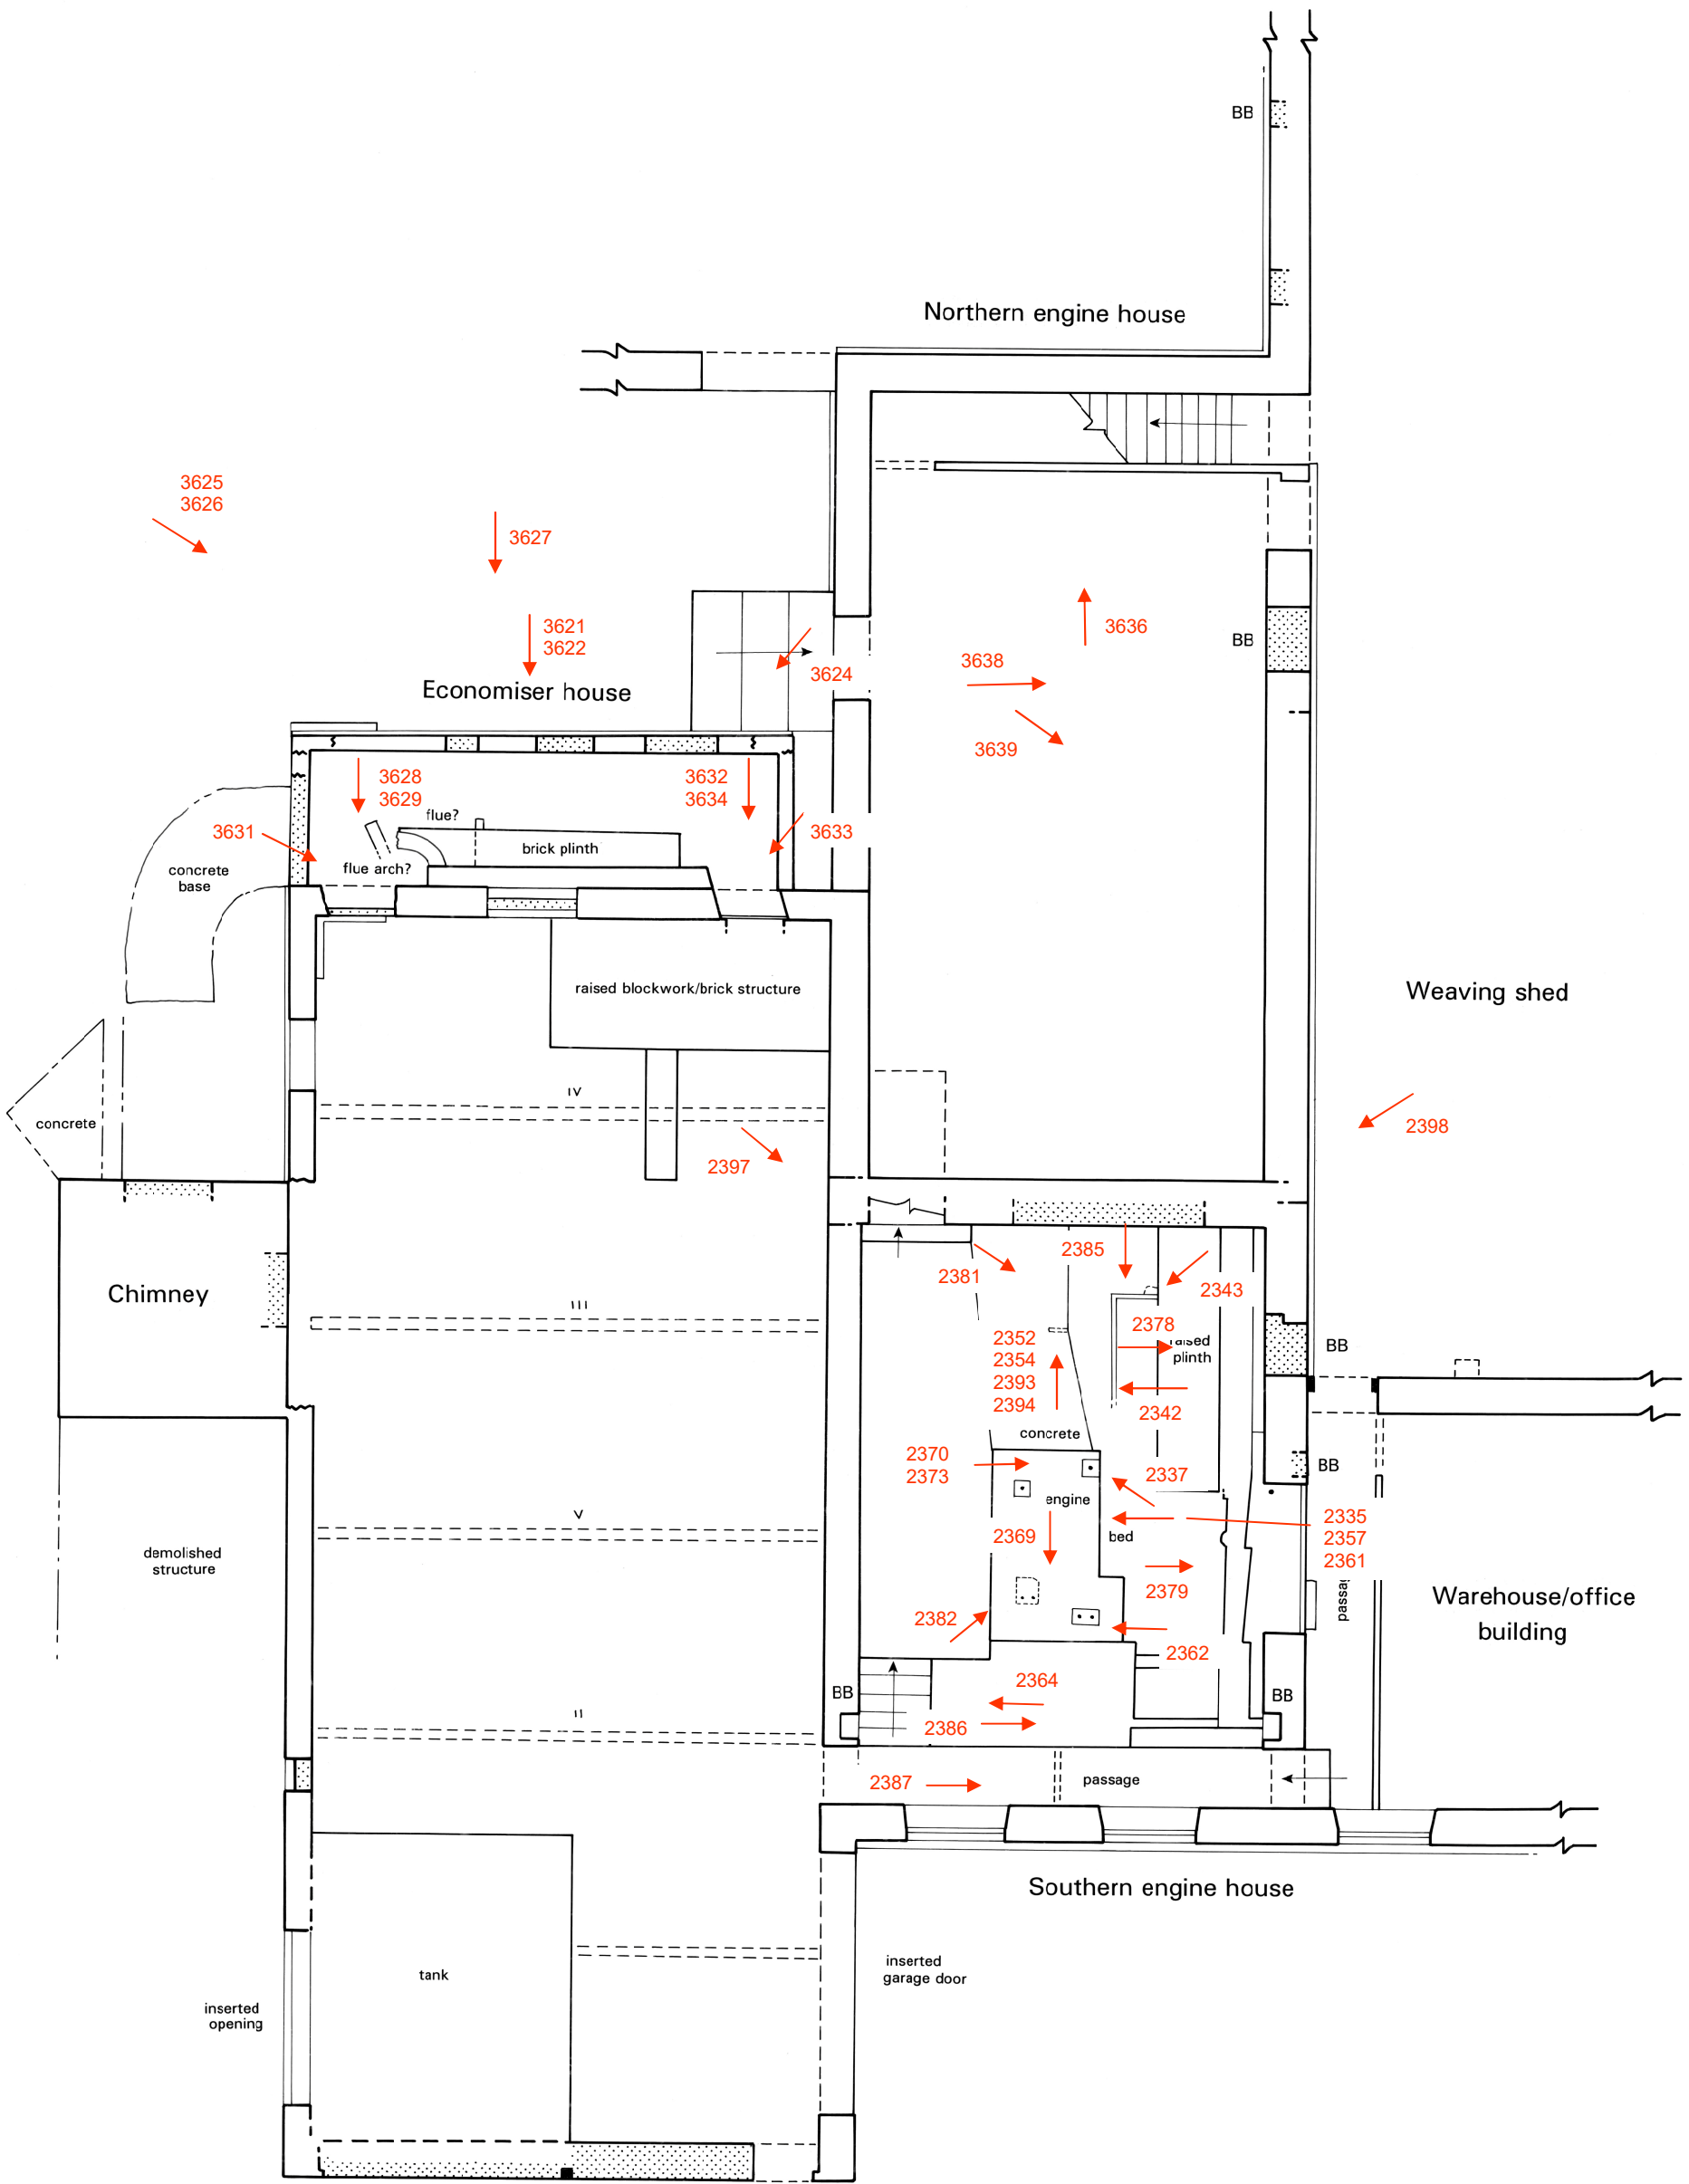 BB
Northern engine house
3625
3626
3627
3621
3622
BB
3636
3638
3624
Economiser house
3639
3628
3629
3632
3634
flue?
3631
3633
brick plinth
flue arch?
concrete
base
raised blockwork/brick structure
Weaving shed
IV
concrete
2398
2397
2385
2381
2343
Chimney
III
2378
2352
2354
2393
2394
raised
plinth
BB
2342
concrete
2370
2373
BB
2337
engine
V
2335
2357
2361
2369
bed
demolished
structure
2379
passag
Warehouse/office
building
2382
2362
2364
BB
BB
II
2386
2387
passage
Southern engine house
inserted
garage door
tank
inserted
opening